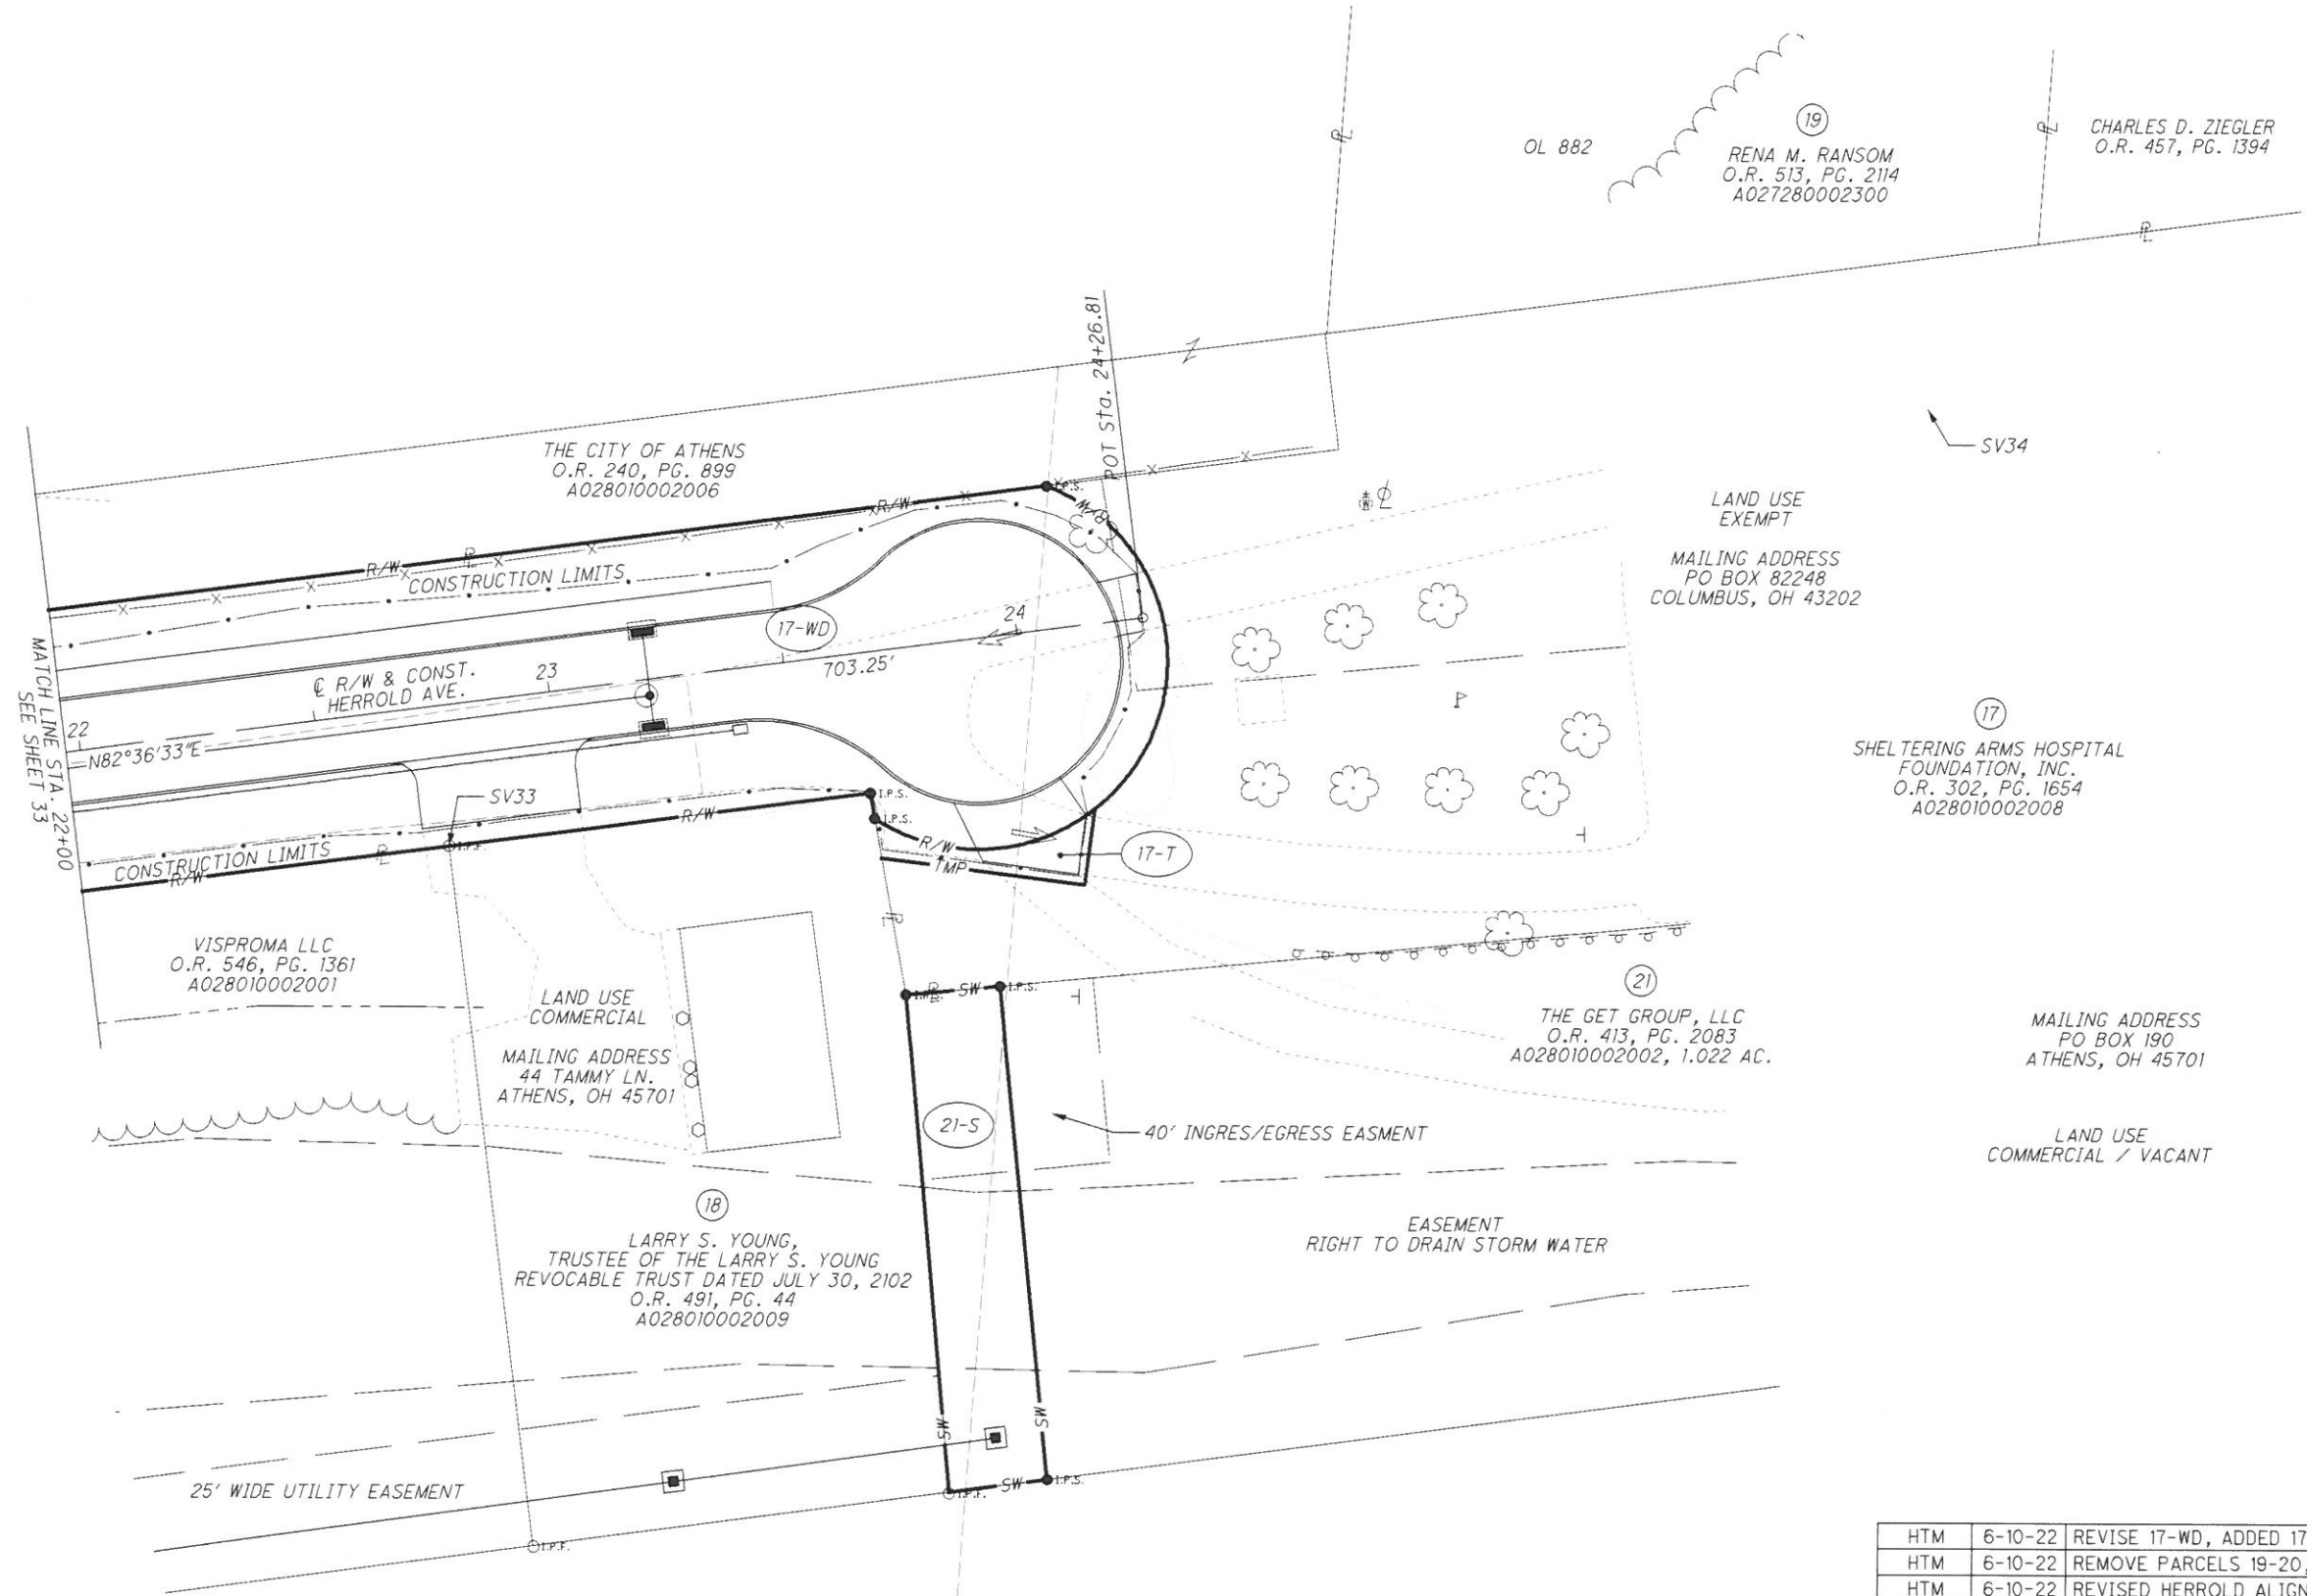 OL 882
19
RENA M. RANSOM
O.R. 513, PG. 2114
A027280002300
CHARLES D. ZIEGLER
O.R. 457, PG. 1394
POT Sta. 24+26.81
THE CITY OF ATHENS
O.R. 240, PG. 899
A028010002006
SV34
LAND USE
EXEMPT
MAILING ADDRESS
PO BOX 82248
COLUMBUS, OH 43202
I.P.S.
R/W
R/W
R/W
CONSTRUCTION LIMITS
17-WD
24
703.25'
23
℄ R/W & CONST.
HERROLD AVE.
22
N82°36'33"E
MATCH LINE STA. 22+00
SEE SHEET 33
17
SHELTERING ARMS HOSPITAL
FOUNDATION, INC.
O.R. 302, PG. 1654
A028010002008
SV33
I.P.S.
I.P.S.
R/W
R/W
I.P.F.
CONSTRUCTION LIMITS
R/W
TMP
17-T
VISPROMA LLC
O.R. 546, PG. 1361
A028010002001
LAND USE
COMMERCIAL
MAILING ADDRESS
44 TAMMY LN.
ATHENS, OH 45701
SW
I.P.S.
21
THE GET GROUP, LLC
O.R. 413, PG. 2083
A028010002002, 1.022 AC.
MAILING ADDRESS
PO BOX 190
ATHENS, OH 45701
21-S
40' INGRES/EGRESS EASMENT
LAND USE
COMMERCIAL / VACANT
18
LARRY S. YOUNG,
TRUSTEE OF THE LARRY S. YOUNG
REVOCABLE TRUST DATED JULY 30, 2102
O.R. 491, PG. 44
A028010002009
EASEMENT
RIGHT TO DRAIN STORM WATER
SW
SW
25' WIDE UTILITY EASEMENT
I.P.F.
SW
I.P.S.
I.P.F.
HTM 6-10-22 REVISE 17-WD, ADDED 17
HTM 6-10-22 REMOVE PARCELS 19-20,
HTM 6-10-22 REVISED HERROLD ALIGN